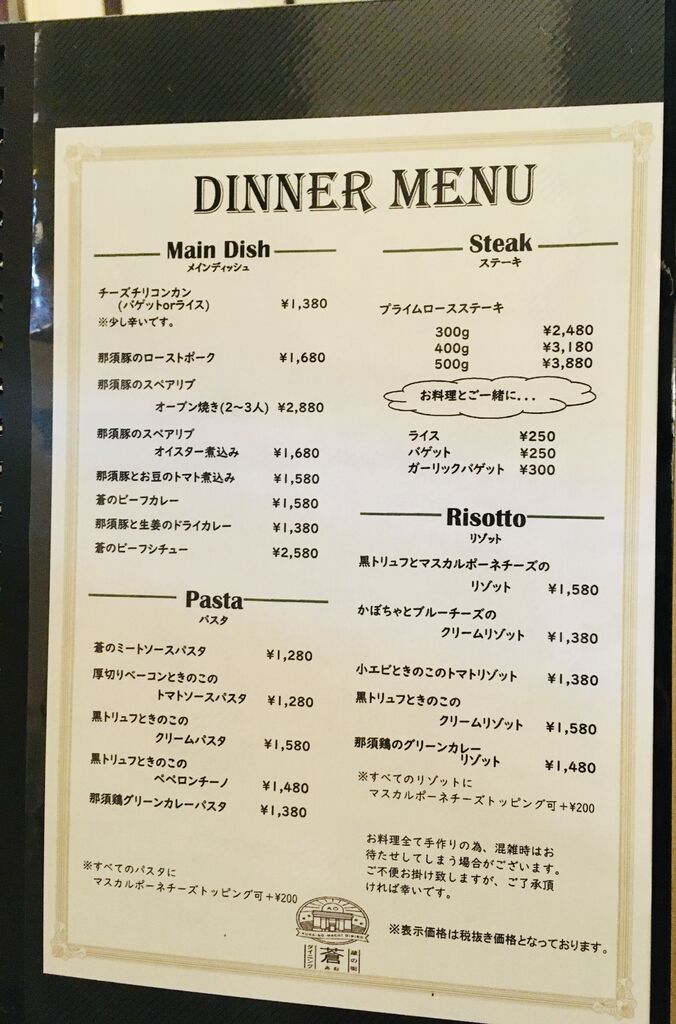 DINNER MENU
Main Dish
メインディッシュ
チーズチリコンカン
(バゲットorライス) ¥1,380
※少し辛いです。
那須豚のローストポーク ¥1,680
那須豚のスペアリブ
オーブン焼き(2〜3人) ¥2,880
那須豚のスペアリブ
オイスター煮込み ¥1,680
那須豚とお豆のトマト煮込み ¥1,580
蒼のビーフカレー ¥1,580
那須豚と生姜のドライカレー ¥1,380
蒼のビーフシチュー ¥2,580
Pasta
パスタ
蒼のミートソースパスタ ¥1,280
厚切りベーコンときのこの
トマトソースパスタ ¥1,280
黒トリュフときのこの
クリームパスタ ¥1,580
黒トリュフときのこの
ペペロンチーノ ¥1,480
那須鶏グリーンカレーパスタ ¥1,380
※すべてのパスタに
マスカルポーネチーズトッピング可+¥200
Steak
ステーキ
プライムロースステーキ
300g ¥2,480
400g ¥3,180
500g ¥3,880
お料理とご一緒に...
ライス ¥250
バゲット ¥250
ガーリックバゲット ¥300
Risotto
リゾット
黒トリュフとマスカルポーネチーズの
リゾット ¥1,580
かぼちゃとブルーチーズの
クリームリゾット ¥1,380
小エビときのこのトマトリゾット ¥1,380
黒トリュフときのこの
クリームリゾット ¥1,580
那須鶏のグリーンカレー
リゾット ¥1,480
※すべてのリゾットに
マスカルポーネチーズトッピング可+¥200
お料理全て手作りの為、混雑時はお
待たせしてしまう場合がございます。
ご不便お掛け致しますが、ご了承頂
ければ幸いです。
※表示価格は税抜き価格となっております。
AO
KURA-NO-MACHI DINING
蔵の街
ダイニング
蒼
あお